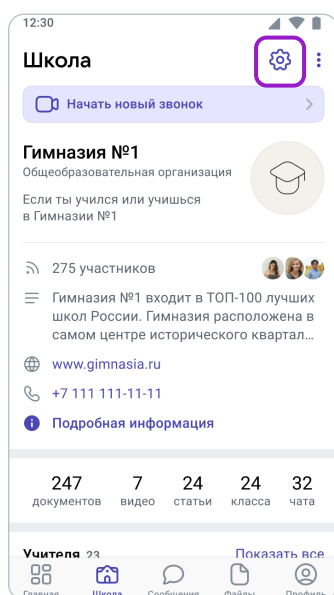 12:30
Школа
Начать новый звонок
Гимназия №1
Общеобразовательная организация
Если ты учился или учишься
в Гимназии №1
275 участников
Гимназия №1 входит в ТОП-100 лучших
школ России. Гимназия расположена в
самом центре исторического квартал...
www.gimnasia.ru
+7 111 111-11-11
Подробная информация
247 7 24 24 32
документов видео статьи класса чата
Учителя 23 Показать все
Главная Школа Сообщения Файлы Профиль